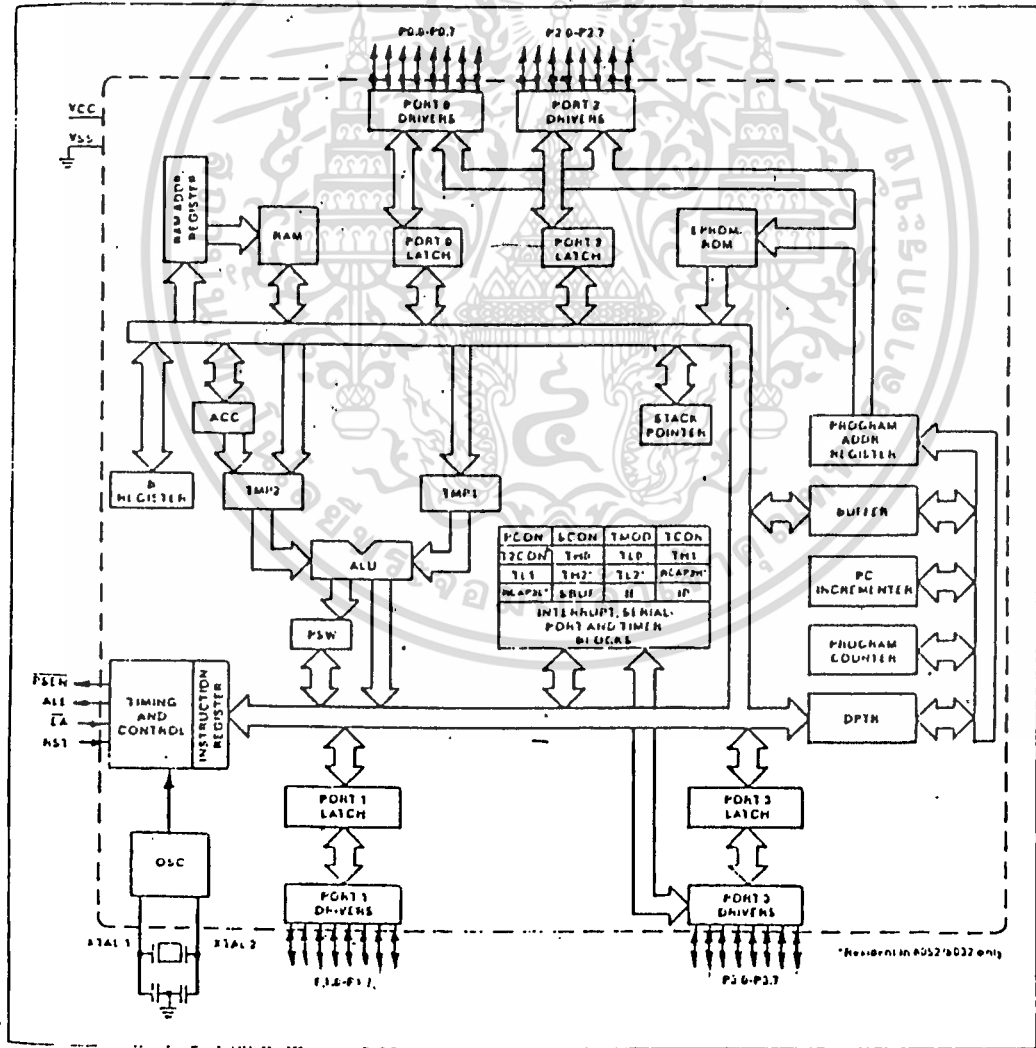 P0.0-P0.7
P2.0-P2.7
VCC
VSS
PORT 0
DRIVERS
PORT 2
DRIVERS
RAM ADDR
REGISTER
RAM
PORT 0
LATCH
PORT 2
LATCH
EPROM/
ROM
ACC
STACK
POINTER
PROGRAM
ADDR
REGISTER
B
REGISTER
TMP2
TMP1
BUFFER
ALU
PCON SCON TMOD TCON
T2CON* TH0 TL0 TH1
TL1 TH2* TL2* RCAP2H*
RCAP2L* SBUF IE IP
INTERRUPT, SERIAL-
PORT AND TIMER
BLOCKS
PC
INCREMENTER
PSW
PROGRAM
COUNTER
PSEN
ALE
EA
RST
TIMING
AND
CONTROL
INSTRUCTION
REGISTER
DPTR
PORT 1
LATCH
PORT 3
LATCH
OSC
PORT 1
DRIVERS
PORT 3
DRIVERS
XTAL 1
XTAL 2
P1.0-P1.7
P3.0-P3.7
*Resident in 8052/8032 only